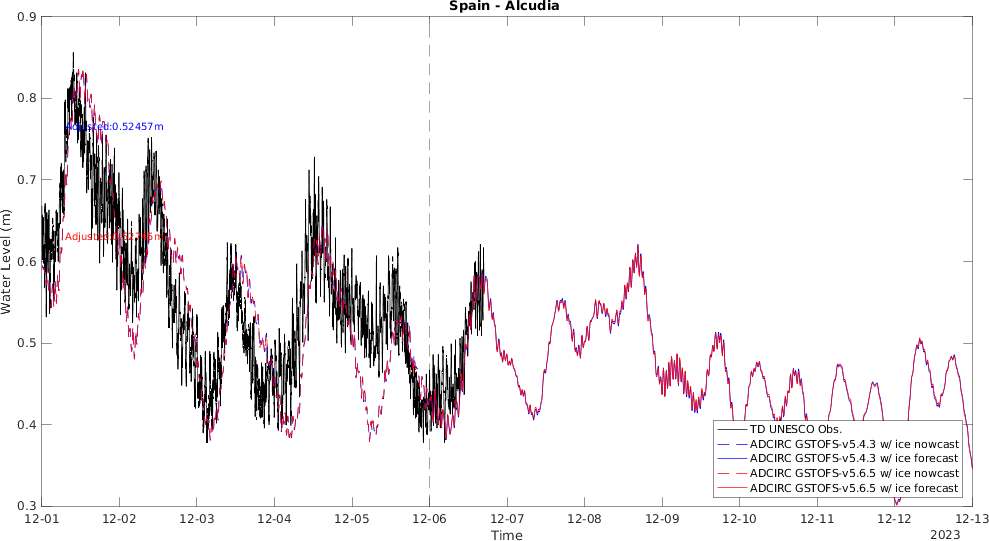 Spain - Alcudia
0.9
0.8
0.7
0.6
0.5
0.4
0.3
Water Level (m)
Adjusted:0.52457m
TD UNESCO Obs.
ADCIRC GSTOFS-v5.4.3 w/ ice nowcast
ADCIRC GSTOFS-v5.4.3 w/ ice forecast
ADCIRC GSTOFS-v5.6.5 w/ ice nowcast
ADCIRC GSTOFS-v5.6.5 w/ ice forecast
12-01 12-02 12-03 12-04 12-05 12-06 12-07 12-08 12-09 12-10 12-11 12-12 12-13
Time
2023